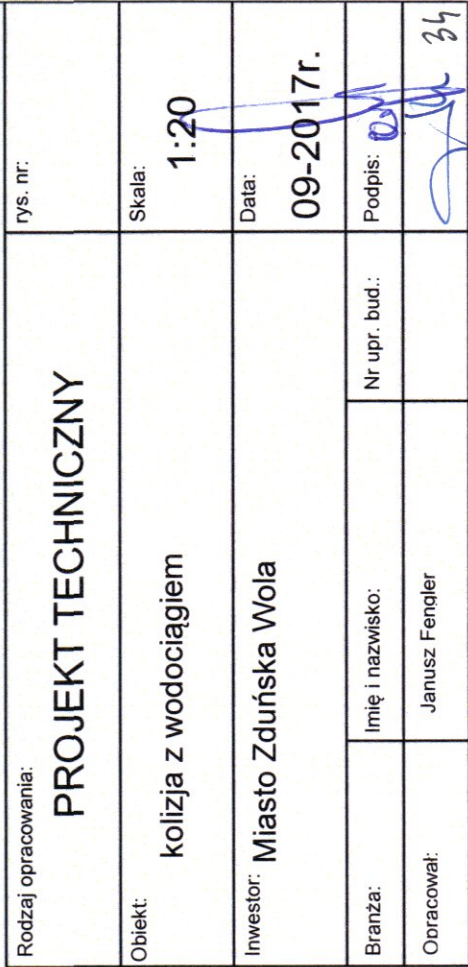 Rodzaj opracowania: rys. nr:
PROJEKT TECHNICZNY
Obiekt: kolizja z wodociągiem Skala: 1:20
Inwestor: Miasto Zduńska Wola Data: 09-2017r.
Branża: Imię i nazwisko: Nr upr. bud.: Podpis:
Opracował: Janusz Fengler 34